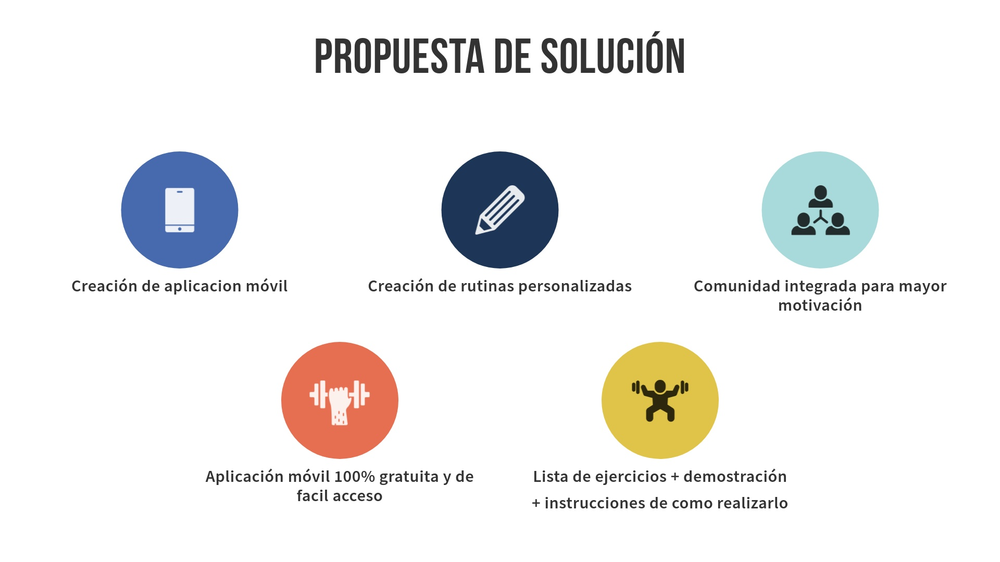 PROPUESTA DE SOLUCIÓN
Creación de aplicacion móvil
Creación de rutinas personalizadas
Comunidad integrada para mayor
motivación
Aplicación móvil 100% gratuita y de
facil acceso
Lista de ejercicios + demostración
+ instrucciones de como realizarlo